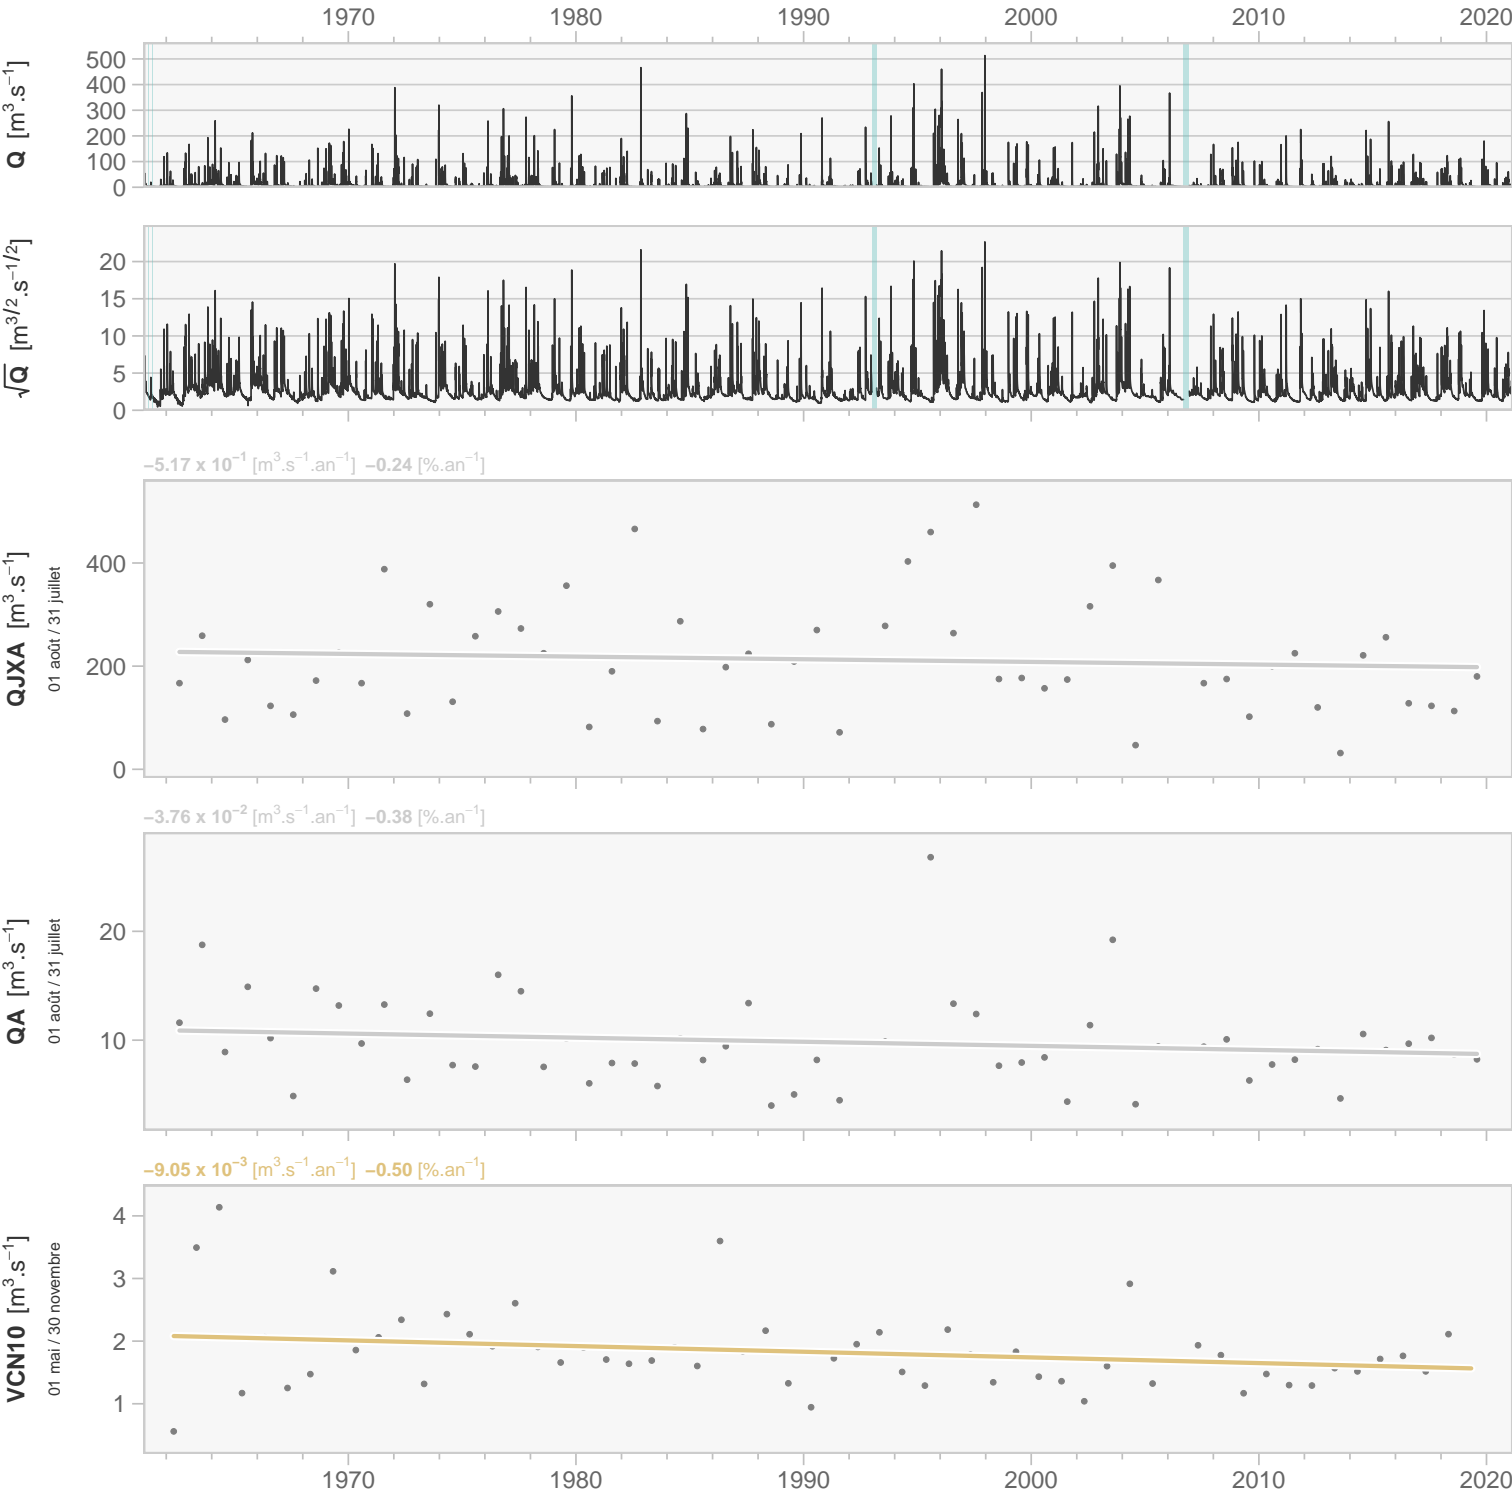 1970 1980 1990 2000 2010 2020
Q [m³.s⁻¹]
500
400
300
200
100
0
√Q [m³ᐟ².s⁻¹ᐟ²]
20
15
10
5
0
−5.17 x 10⁻¹ [m³.s⁻¹.an⁻¹] −0.24 [%.an⁻¹]
QJXA [m³.s⁻¹]
01 août / 31 juillet
400
200
0
−3.76 x 10⁻² [m³.s⁻¹.an⁻¹] −0.38 [%.an⁻¹]
QA [m³.s⁻¹]
01 août / 31 juillet
20
10
−9.05 x 10⁻³ [m³.s⁻¹.an⁻¹] −0.50 [%.an⁻¹]
VCN10 [m³.s⁻¹]
01 mai / 30 novembre
4
3
2
1
1970 1980 1990 2000 2010 2020